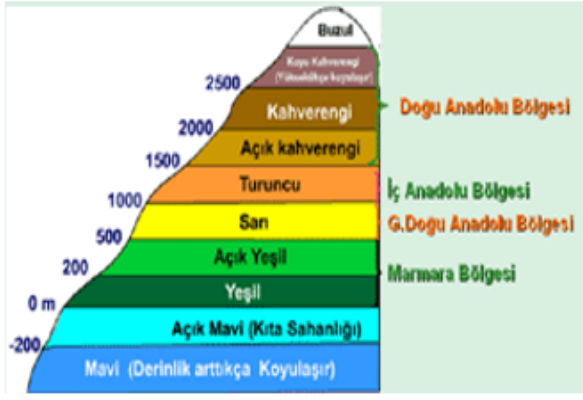 Buzul
Koyu Kahverengi
(Yükseldikçe koyulaşır)
2500
Kahverengi
Doğu Anadolu Bölgesi
2000
Açık kahverengi
1500
Turuncu
İç Anadolu Bölgesi
1000
Sarı
G.Doğu Anadolu Bölgesi
500
Açık Yeşil
200
Marmara Bölgesi
Yeşil
0 m
Açık Mavi (Kıta Sahanlığı)
-200
Mavi (Derinlik arttıkça Koyulaşır)